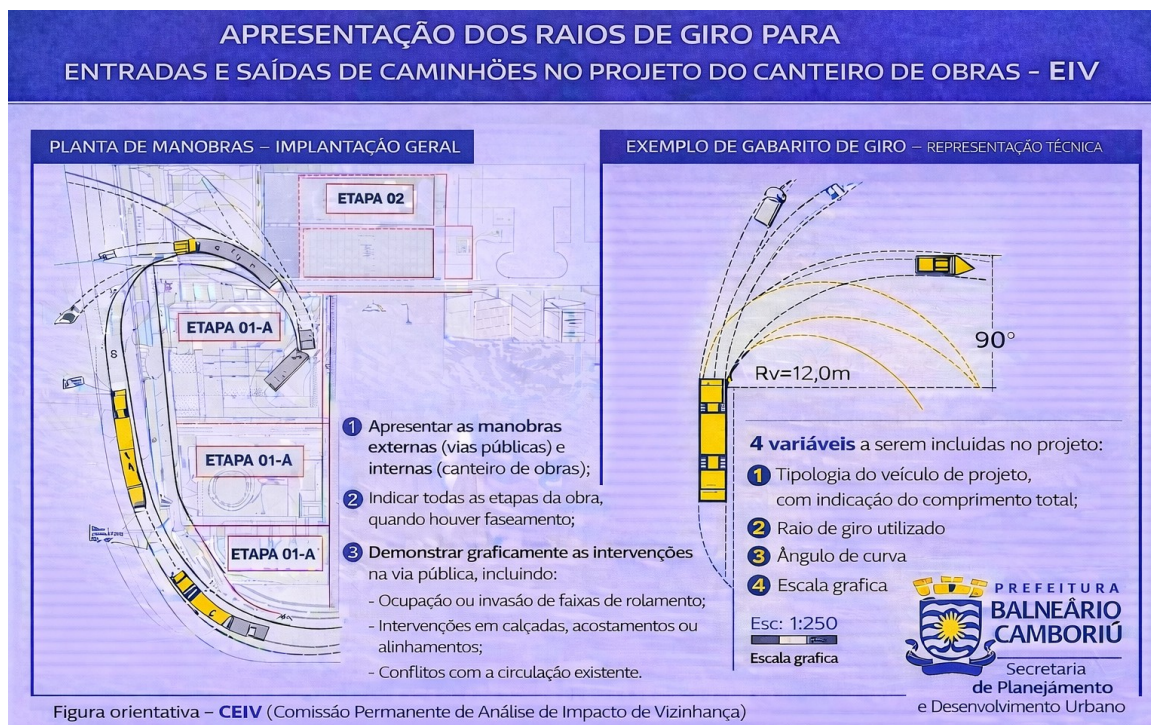 APRESENTAÇÃO DOS RAIOS DE GIRO PARA
ENTRADAS E SAÍDAS DE CAMINHÖES NO PROJETO DO CANTEIRO DE OBRAS - EIV
PLANTA DE MANOBRAS – IMPLANTAÇÃO GERAL
ETAPA 02
ETAPA 01-A
ETAPA 01-A
ETAPA 01-A
1 Apresentar as manobras
externas (vias públicas) e
internas (canteiro de obras);
2 Indicar todas as etapas da obra,
quando houver faseamento;
3 Demonstrar graficamente as intervenções
na via pública, incluindo:
- Ocupação ou invasão de faixas de rolamento;
- Intervenções em calçadas, acostamentos ou
alinhamentos;
- Conflitos com a circulação existente.
EXEMPLO DE GABARITO DE GIRO – REPRESENTAÇÃO TÉCNICA
90°
Rv=12,0m
4 variáveis a serem incluidas no projeto:
1 Tipologia do veículo de projeto,
com indicação do comprimento total;
2 Raio de giro utilizado
3 Ângulo de curva
4 Escala grafica
Esc: 1:250
Escala grafica
PREFEITURA
BALNEÁRIO
CAMBORIÚ
Secretaria
de Planejámento
e Desenvolvimento Urbano
Figura orientativa – CEIV (Comissão Permanente de Análise de Impacto de Vizinhança)